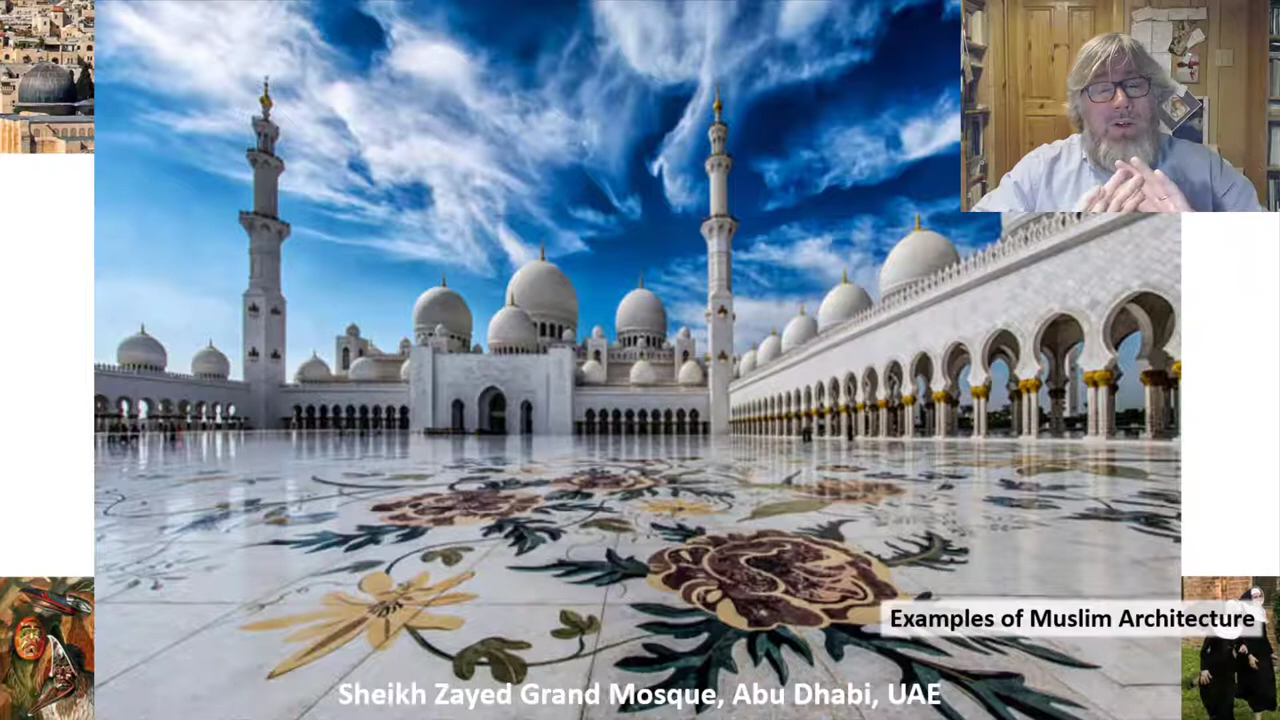 Examples of Muslim Architecture
Sheikh Zayed Grand Mosque, Abu Dhabi, UAE